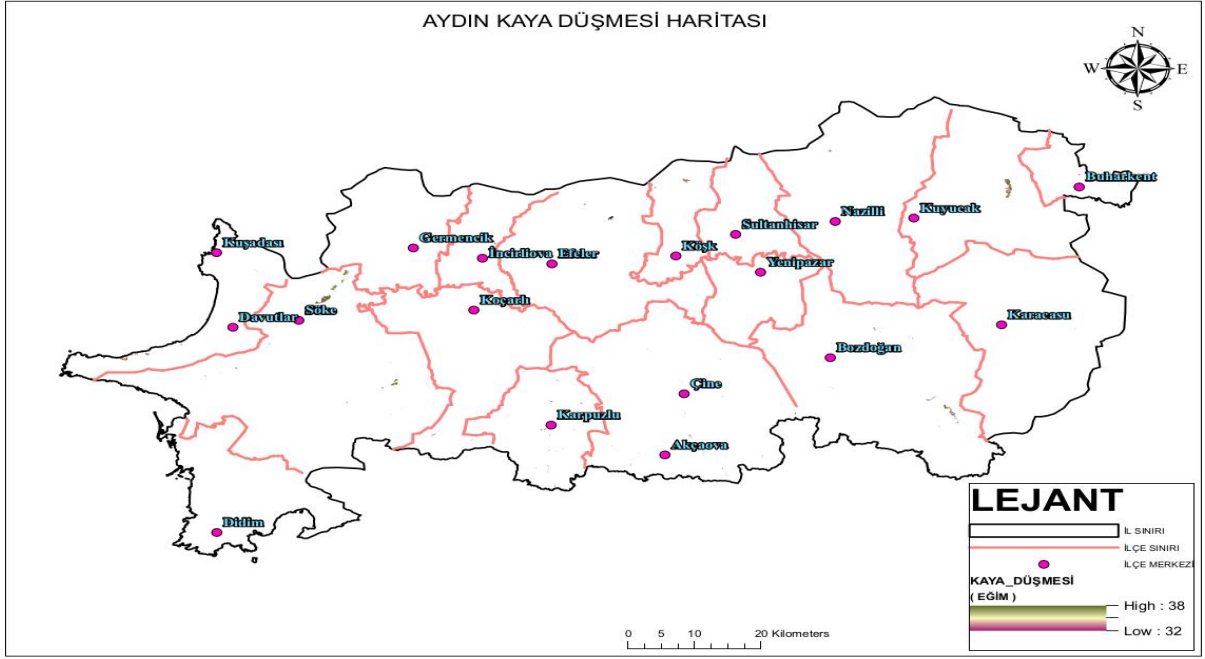 AYDIN KAYA DÜŞMESİ HARİTASI
N
W E
S
Buharkent
Kuyucak
Nazilli
Sultanhisar
Kuşadası
Germencik
İncirliova Efeler
Köşk
Yenipazar
Koçarlı
Söke
Davutlar
Karacasu
Bozdoğan
Çine
Karpuzlu
Akçaova
Didim
LEJANT
İL SINIRI
İLÇE SINIRI
İLÇE MERKEZİ
KAYA_DÜŞMESİ
( EĞİM )
High : 38
Low : 32
0 5 10 20 Kilometers